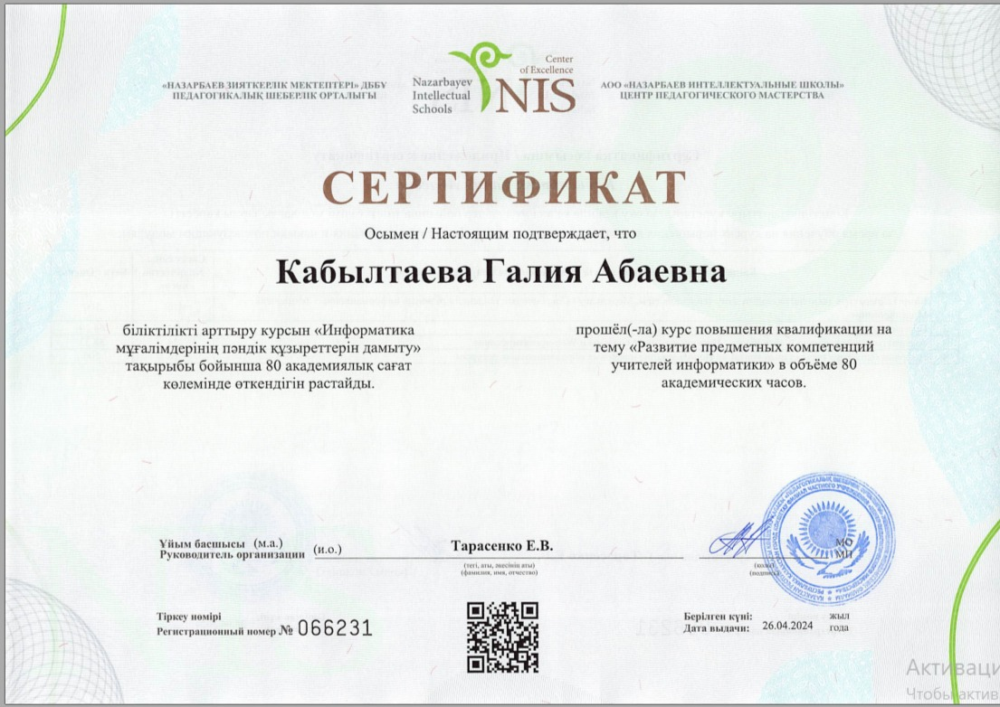 «НАЗАРБАЕВ ЗИЯТКЕРЛІК МЕКТЕПТЕРІ» ДББҰ
ПЕДАГОГИКАЛЫҚ ШЕБЕРЛІК ОРТАЛЫҒЫ
Nazarbayev
Intellectual
Schools
Center
of Excellence
NIS
АОО «НАЗАРБАЕВ ИНТЕЛЛЕКТУАЛЬНЫЕ ШКОЛЫ»
ЦЕНТР ПЕДАГОГИЧЕСКОГО МАСТЕРСТВА
СЕРТИФИКАТ
Осымен / Настоящим подтверждает, что
Кабылтаева Галия Абаевна
біліктілікті арттыру курсын «Информатика
мұғалімдерінің пәндік құзыреттерін дамыту»
тақырыбы бойынша 80 академиялық сағат
көлемінде өткендігін растайды.
прошёл(-ла) курс повышения квалификации на
тему «Развитие предметных компетенций
учителей информатики» в объёме 80
академических часов.
Ұйым басшысы (м.а.)
Руководитель организации (и.о.)
Тарасенко Е.В.
(тегі, аты, әкесінің аты)
(фамилия, имя, отчество)
(қолы)
МО
МП
Тіркеу нөмірі
Регистрационный номер № 066231
Берілген күні:
Дата выдачи: 26.04.2024
жыл
года
Активаци
Чтобы актив